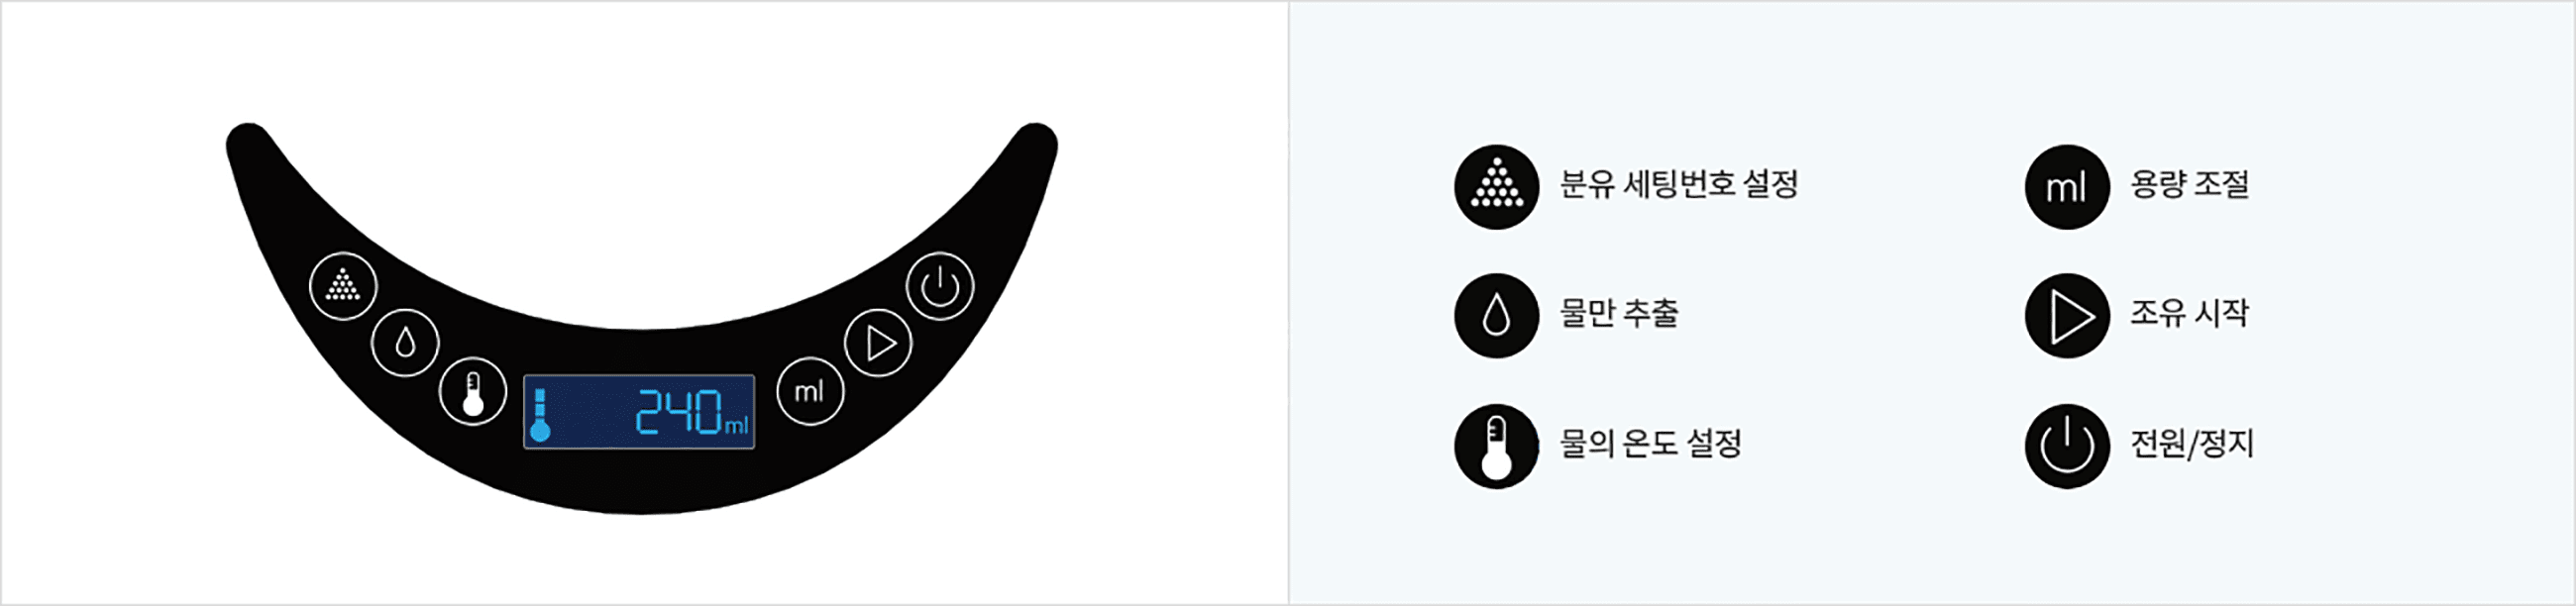 240ml
ml
분유 세팅번호 설정
물만 추출
물의 온도 설정
ml
용량 조절
조유 시작
전원/정지